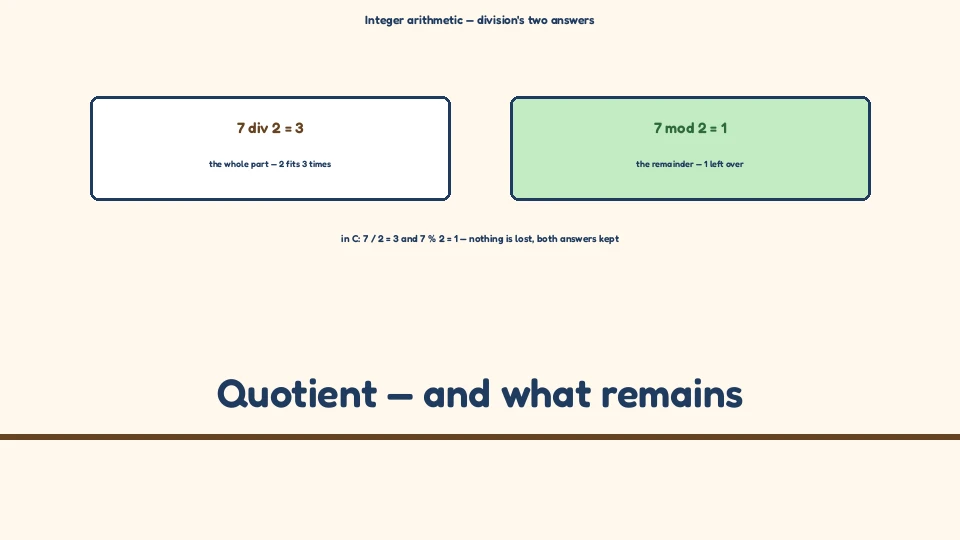 Integer arithmetic — division's two answers
7 div 2 = 3
the whole part — 2 fits 3 times
7 mod 2 = 1
the remainder — 1 left over
in C: 7 / 2 = 3 and 7 % 2 = 1 — nothing is lost, both answers kept
Quotient — and what remains